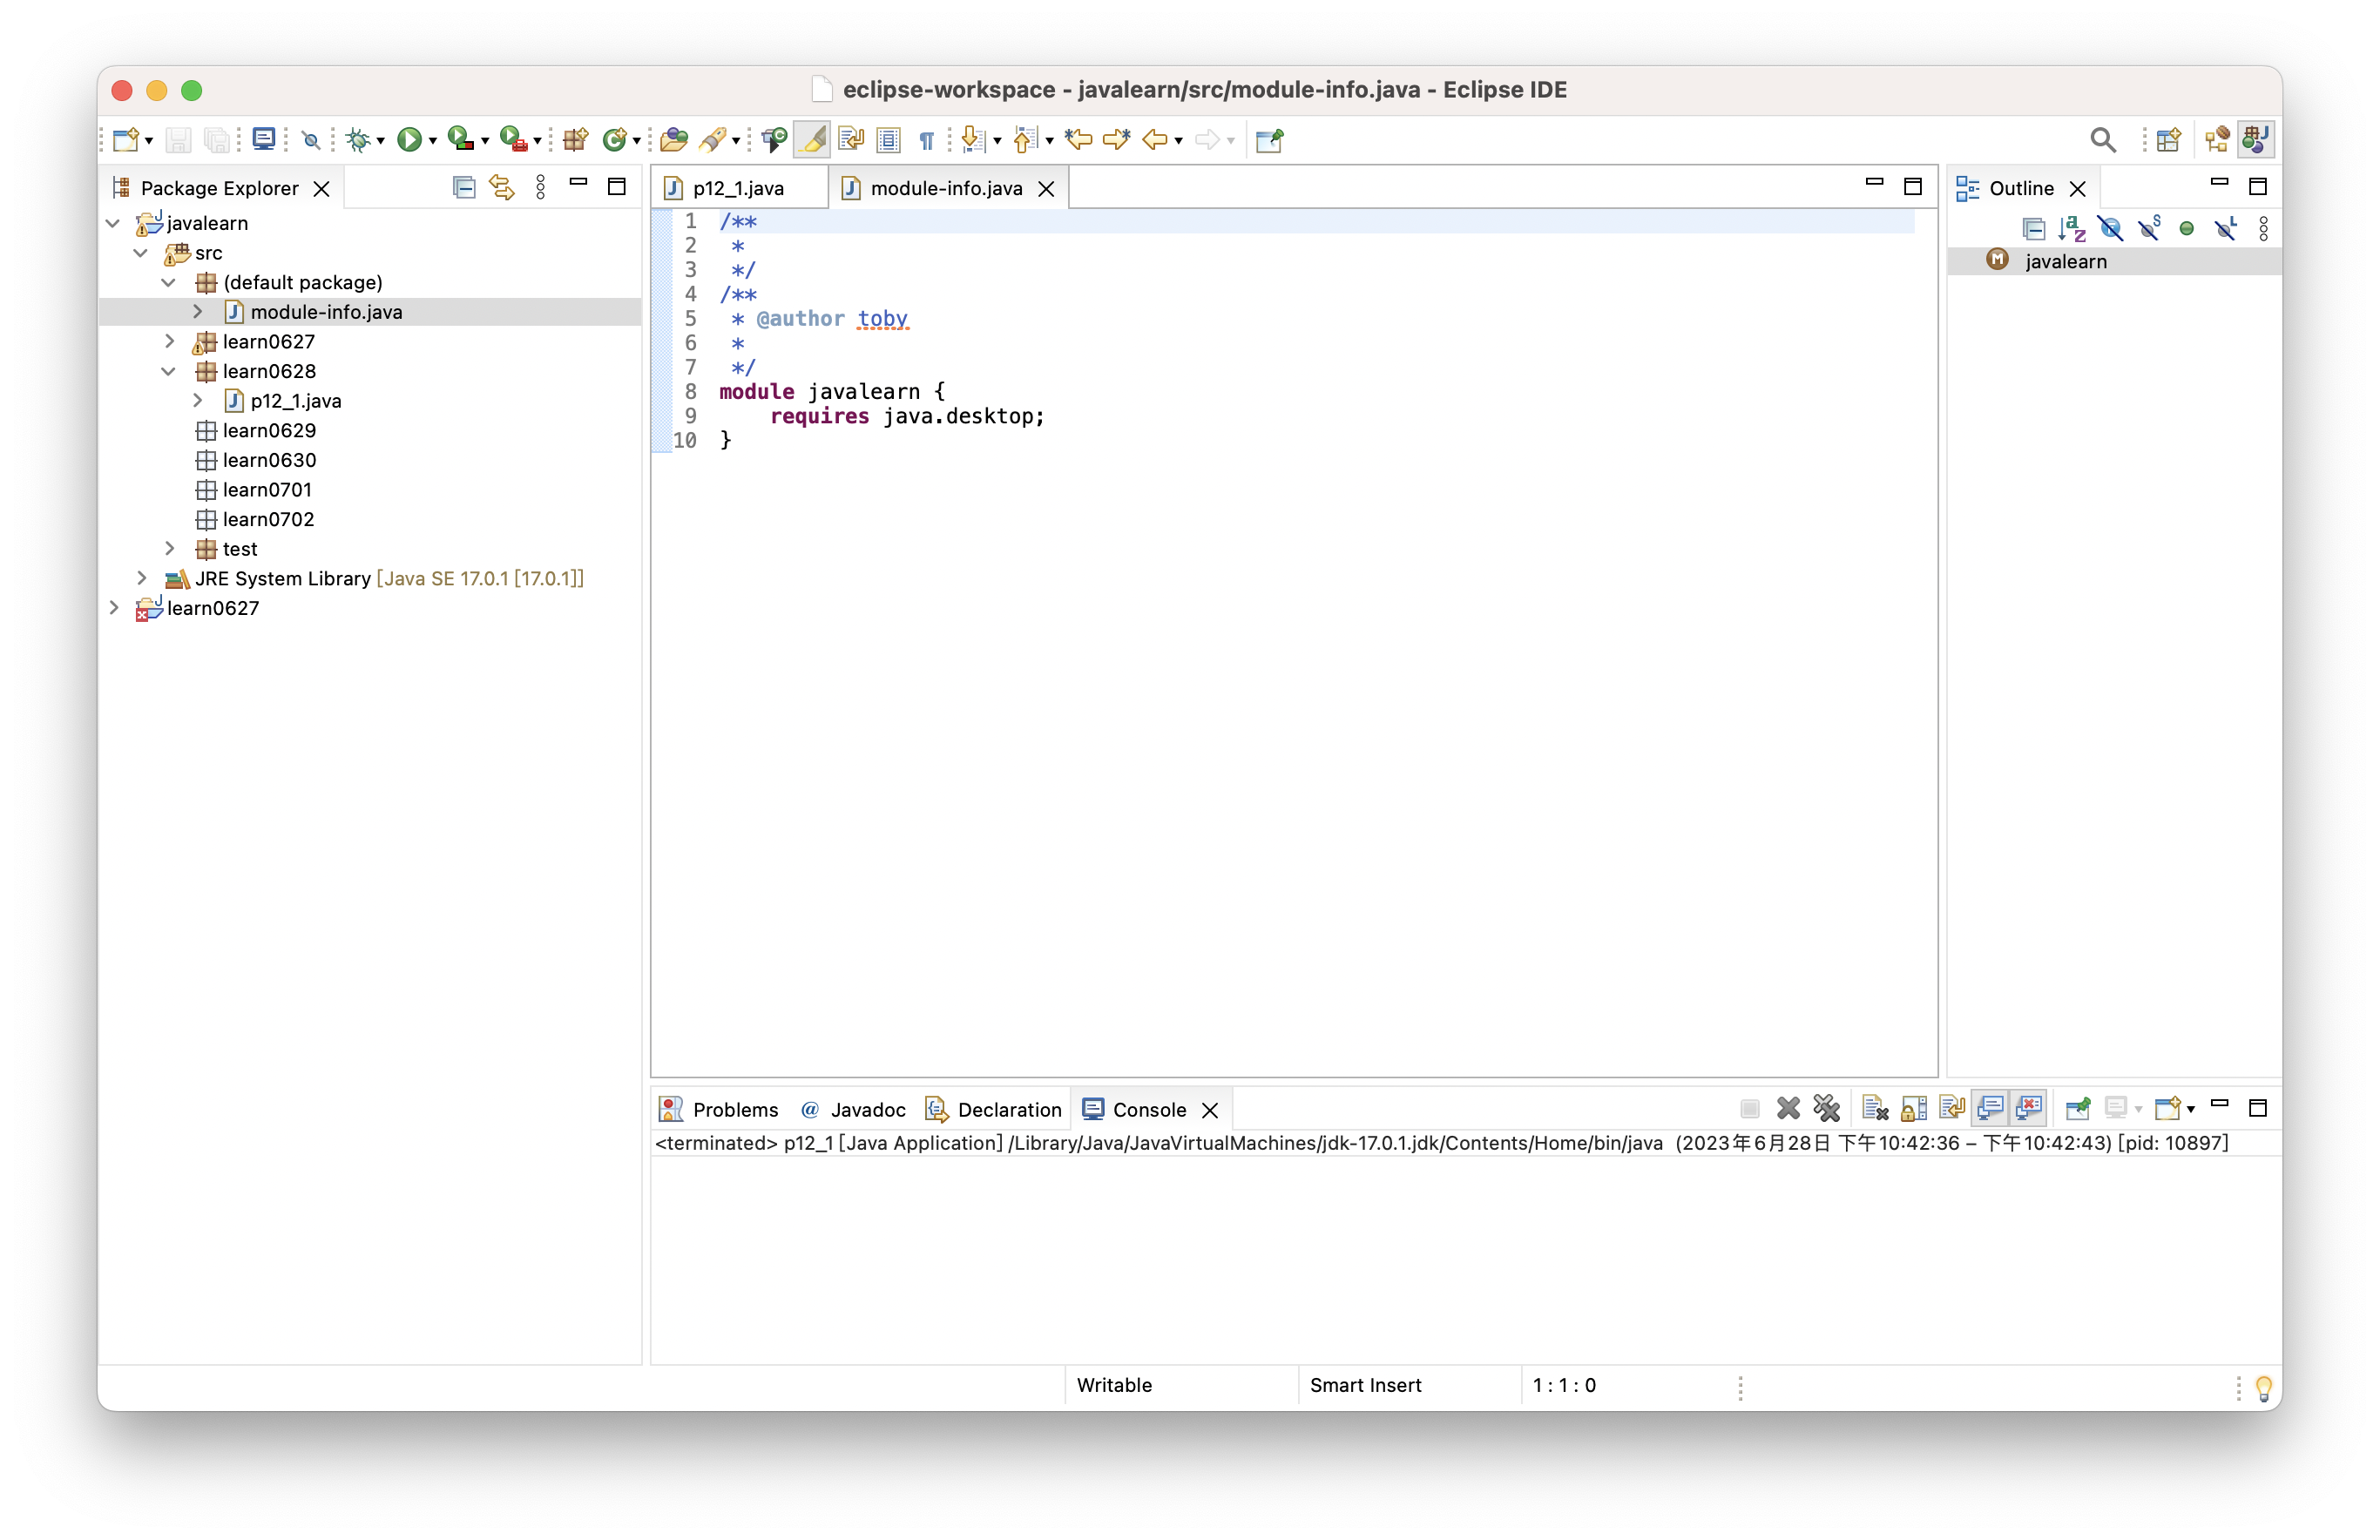 eclipse-workspace - javalearn/src/module-info.java - Eclipse IDE
Package Explorer
javalearn
src
(default package)
module-info.java
learn0627
learn0628
p12_1.java
learn0629
learn0630
learn0701
learn0702
test
JRE System Library [Java SE 17.0.1 [17.0.1]]
learn0627
p12_1.java
module-info.java
1 /**
2  *
3  */
4 /**
5  * @author toby
6  *
7  */
8 module javalearn {
9     requires java.desktop;
10 }
Outline
javalearn
Problems @ Javadoc Declaration Console
<terminated> p12_1 [Java Application] /Library/Java/JavaVirtualMachines/jdk-17.0.1.jdk/Contents/Home/bin/java (2023年6月28日 下午10:42:36 – 下午10:42:43) [pid: 10897]
Writable
Smart Insert
1 : 1 : 0